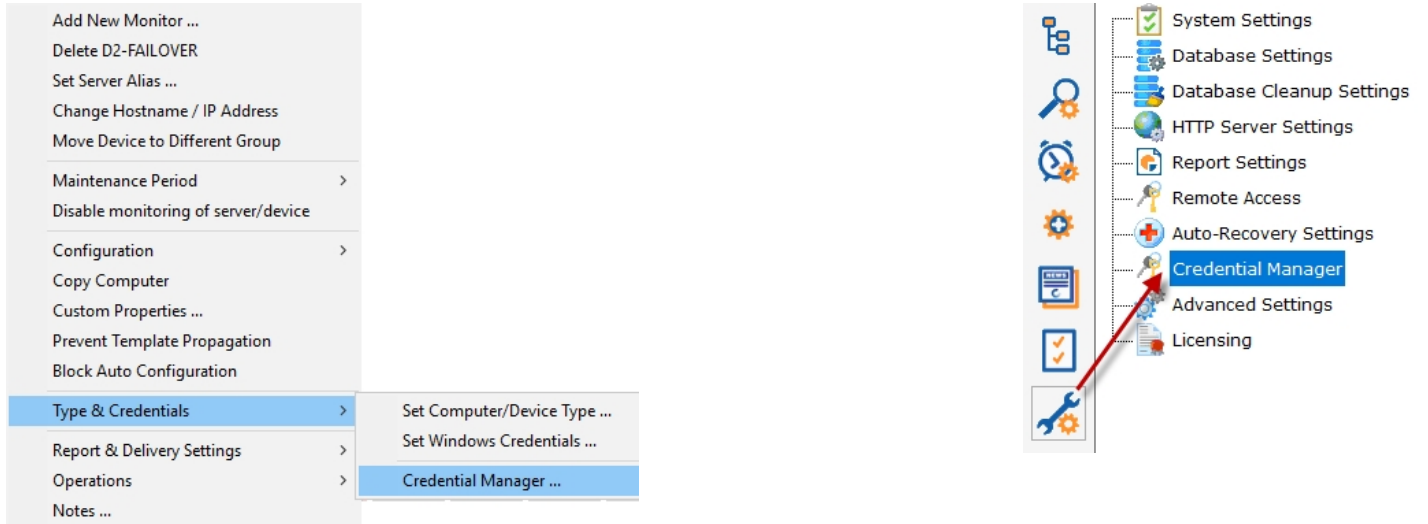 Add New Monitor ...
Delete D2-FAILOVER
Set Server Alias ...
Change Hostname / IP Address
Move Device to Different Group
Maintenance Period
Disable monitoring of server/device
Configuration
Copy Computer
Custom Properties ...
Prevent Template Propagation
Block Auto Configuration
Type & Credentials
Report & Delivery Settings
Operations
Notes ...
Set Computer/Device Type ...
Set Windows Credentials ...
Credential Manager ...
NEWS
System Settings
Database Settings
Database Cleanup Settings
HTTP Server Settings
Report Settings
Remote Access
Auto-Recovery Settings
Credential Manager
Advanced Settings
Licensing